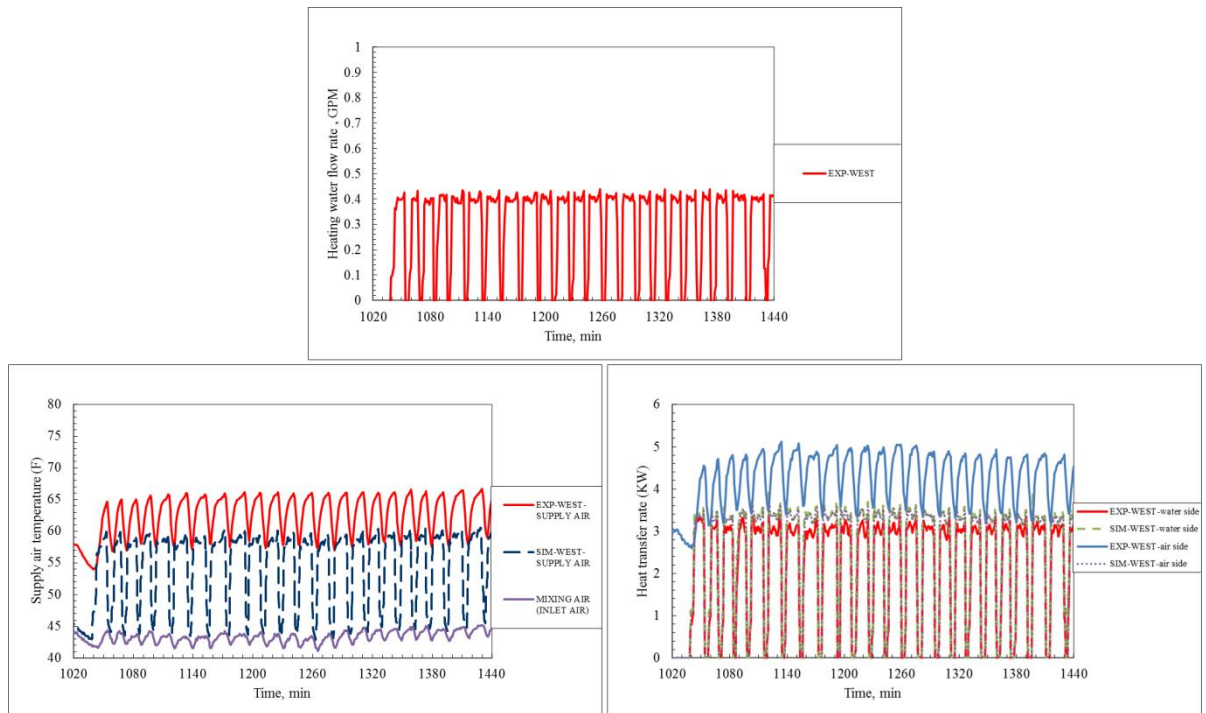 Heating water flow rate , GPM
1
0.9
0.8
0.7
0.6
0.5
0.4
0.3
0.2
0.1
0
1020 1080 1140 1200 1260 1320 1380 1440
Time, min
EXP-WEST
Supply air temperature (F)
80
75
70
65
60
55
50
45
40
1020 1080 1140 1200 1260 1320 1380 1440
Time, min
EXP-WEST-
SUPPLY AIR
SIM-WEST-
SUPPLY AIR
MIXING AIR
(INLET AIR)
Heat transfer rate (KW)
6
5
4
3
2
1
0
1020 1080 1140 1200 1260 1320 1380 1440
Time, min
EXP-WEST-water side
SIM-WEST-water side
EXP-WEST-air side
SIM-WEST-air side